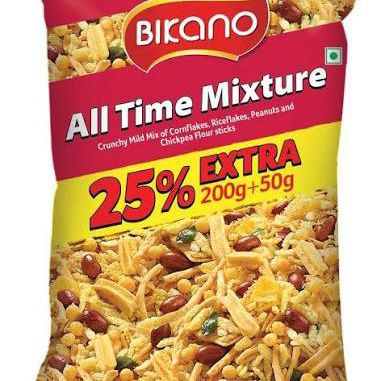 BIKANO
All Time Mixture
Crunchy Mild Mix of Cornflakes, Riceflakes, Peanuts and
Chickpea Flour sticks
25% EXTRA
200g+50g